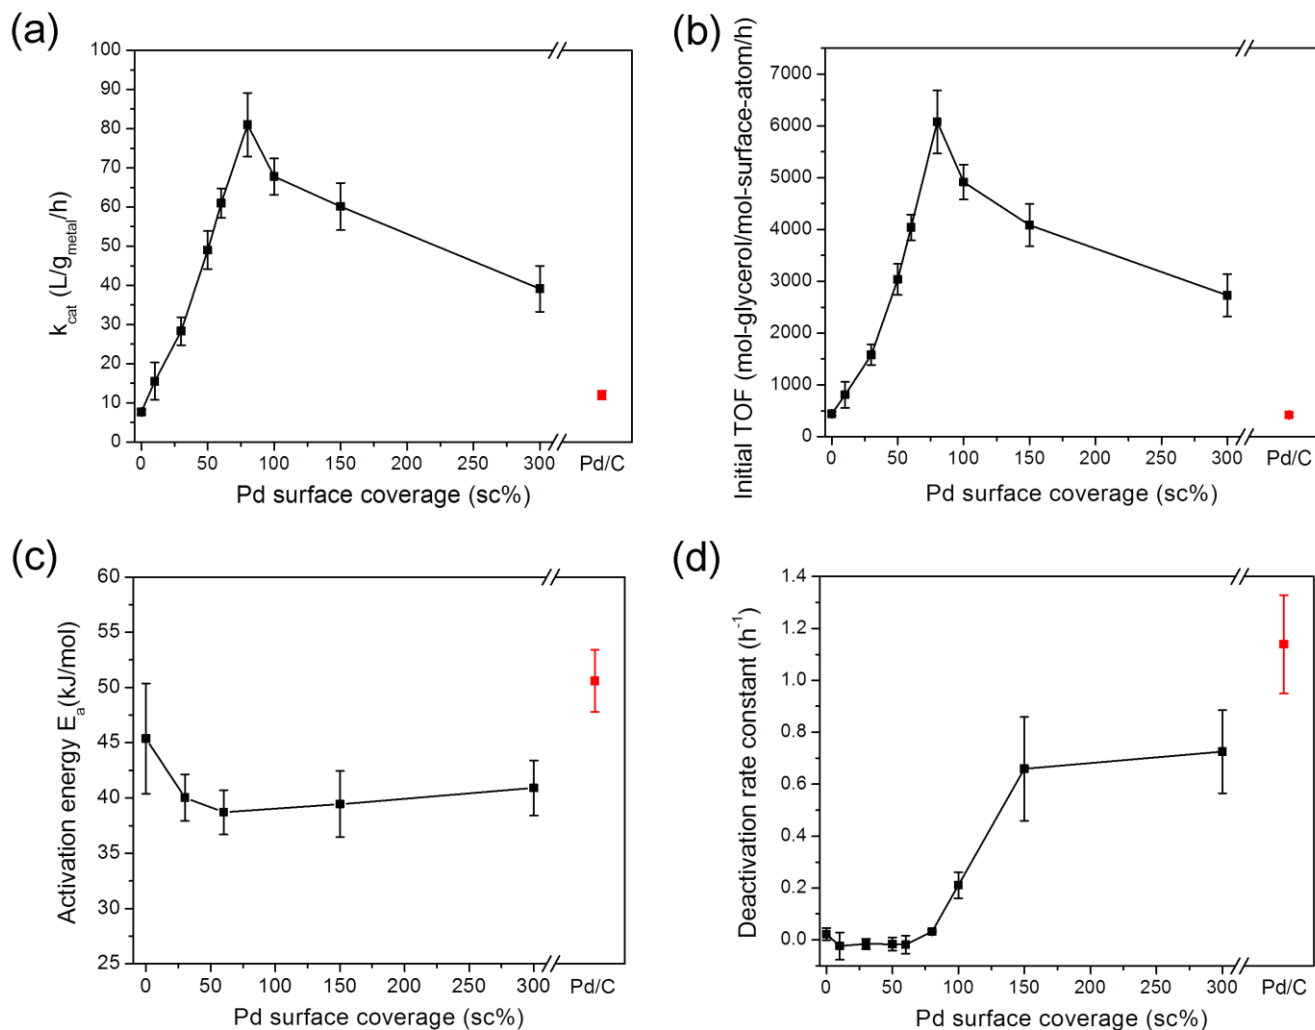 (a)
k_cat (L/g_metal/h)
100
90
80
70
60
50
40
30
20
10
0
0 50 100 150 200 250 300 Pd/C
Pd surface coverage (sc%)
(b)
Initial TOF (mol-glycerol/mol-surface-atom/h)
7000
6000
5000
4000
3000
2000
1000
0
0 50 100 150 200 250 300 Pd/C
Pd surface coverage (sc%)
(c)
Activation energy E_a(kJ/mol)
60
55
50
45
40
35
30
25
0 50 100 150 200 250 300 Pd/C
Pd surface coverage (sc%)
(d)
Deactivation rate constant (h⁻¹)
1.4
1.2
1.0
0.8
0.6
0.4
0.2
0.0
0 50 100 150 200 250 300 Pd/C
Pd surface coverage (sc%)